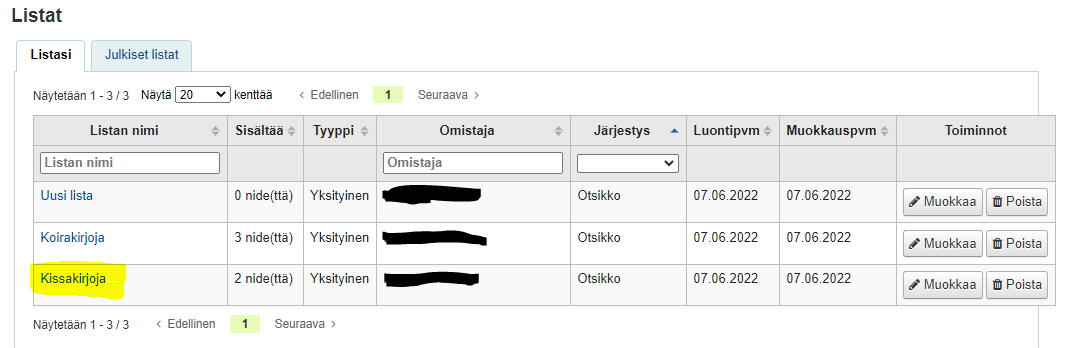 Listat
Listasi Julkiset listat
Näytetään 1 - 3 / 3 Näytä 20 kenttää Edellinen 1 Seuraava
Listan nimi Sisältää Tyyppi Omistaja Järjestys Luontipvm Muokkauspvm Toiminnot
Listan nimi Omistaja
Uusi lista 0 nide(ttä) Yksityinen Otsikko 07.06.2022 07.06.2022 Muokkaa Poista
Koirakirjoja 3 nide(ttä) Yksityinen Otsikko 07.06.2022 07.06.2022 Muokkaa Poista
Kissakirjoja 2 nide(ttä) Yksityinen Otsikko 07.06.2022 07.06.2022 Muokkaa Poista
Näytetään 1 - 3 / 3 Edellinen 1 Seuraava